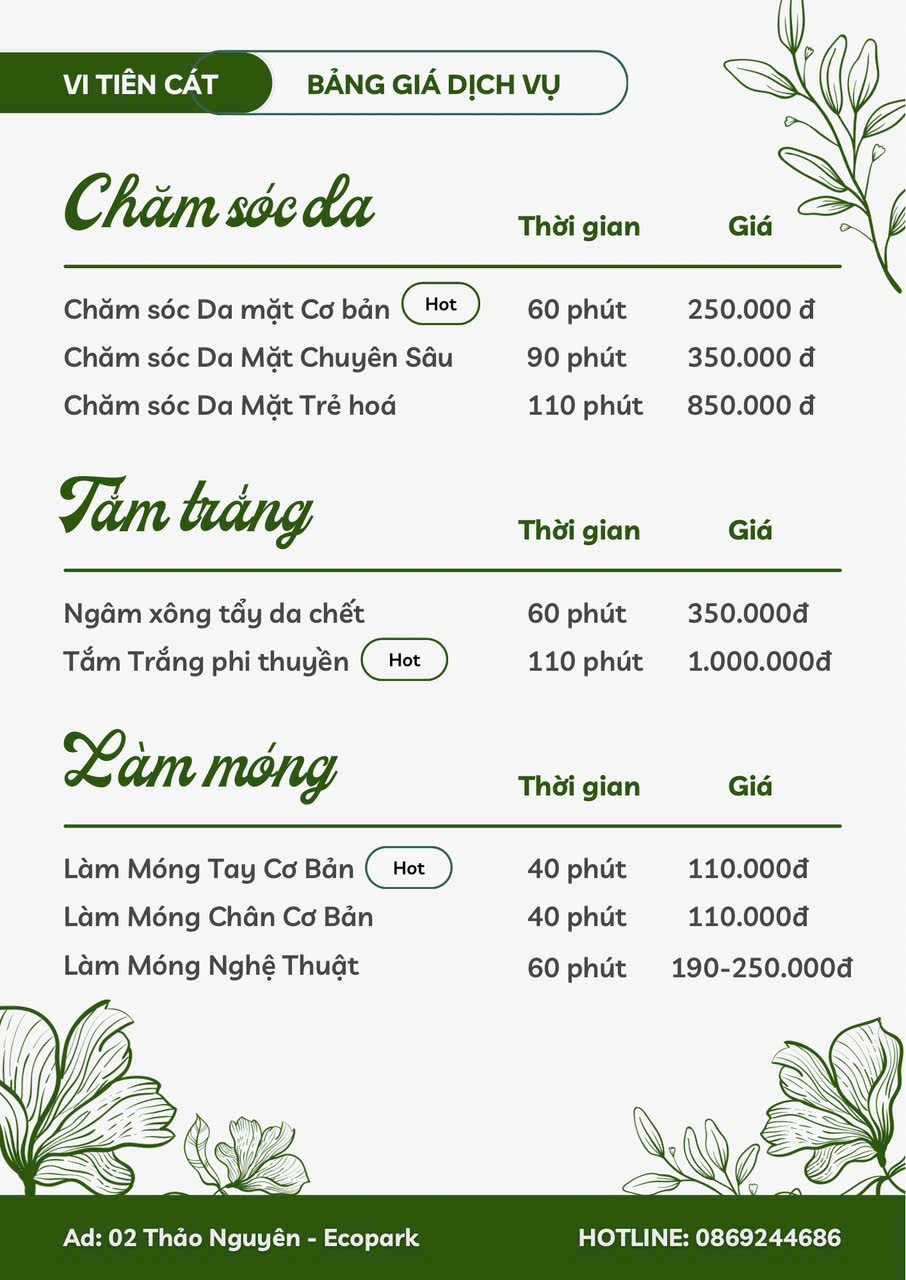 VI TIÊN CÁT BẢNG GIÁ DỊCH VỤ
Chăm sóc da Thời gian Giá
Chăm sóc Da mặt Cơ bản Hot 60 phút 250.000 đ
Chăm sóc Da Mặt Chuyên Sâu 90 phút 350.000 đ
Chăm sóc Da Mặt Trẻ hoá 110 phút 850.000 đ
Tắm trắng Thời gian Giá
Ngâm xông tẩy da chết 60 phút 350.000đ
Tắm Trắng phi thuyền Hot 110 phút 1.000.000đ
Làm móng Thời gian Giá
Làm Móng Tay Cơ Bản Hot 40 phút 110.000đ
Làm Móng Chân Cơ Bản 40 phút 110.000đ
Làm Móng Nghệ Thuật 60 phút 190-250.000đ
Ad: 02 Thảo Nguyên - Ecopark HOTLINE: 0869244686